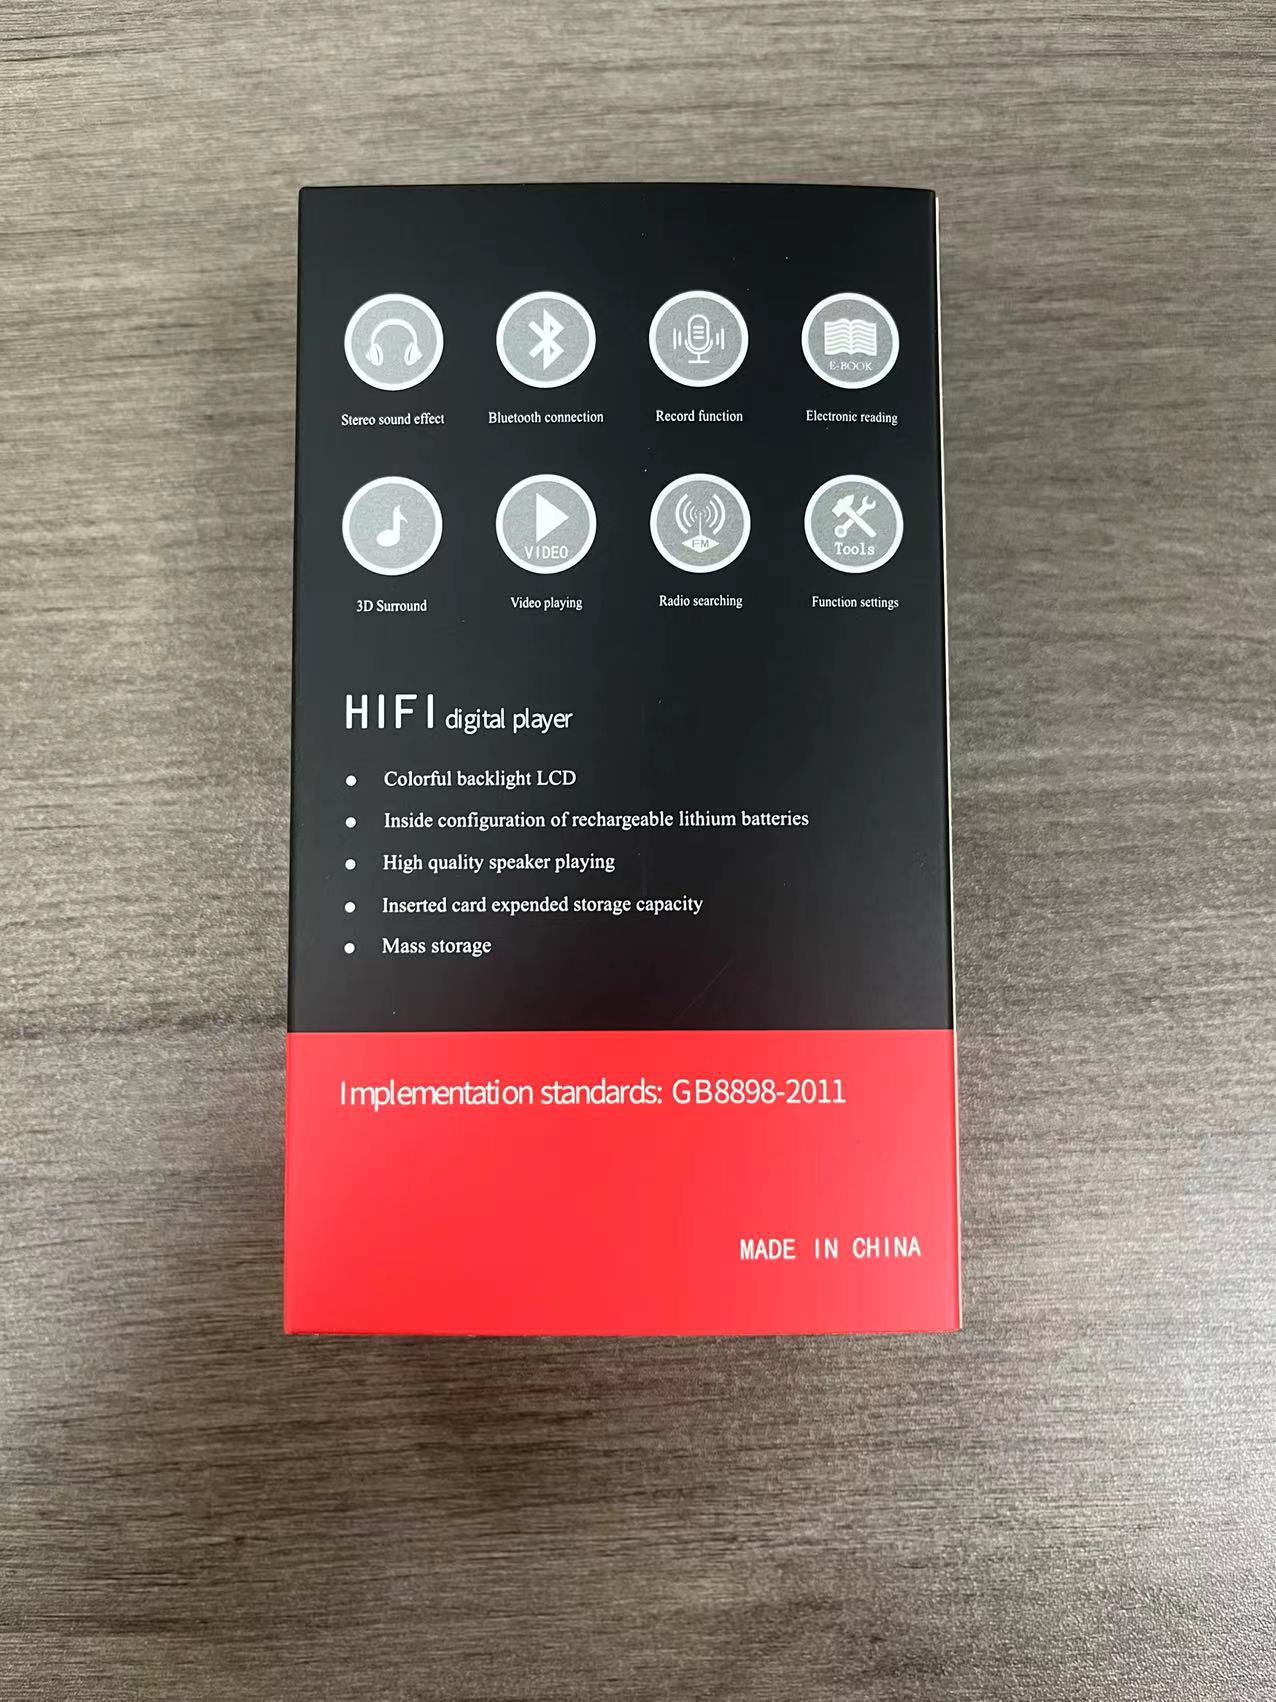 E-BOOK
Stereo sound effect
Bluetooth connection
Record function
Electronic reading
VIDEO
FM
Tools
3D Surround
Video playing
Radio searching
Function settings
HIFI digital player
Colorful backlight LCD
Inside configuration of rechargeable lithium batteries
High quality speaker playing
Inserted card expended storage capacity
Mass storage
Implementation standards: GB8898-2011
MADE IN CHINA